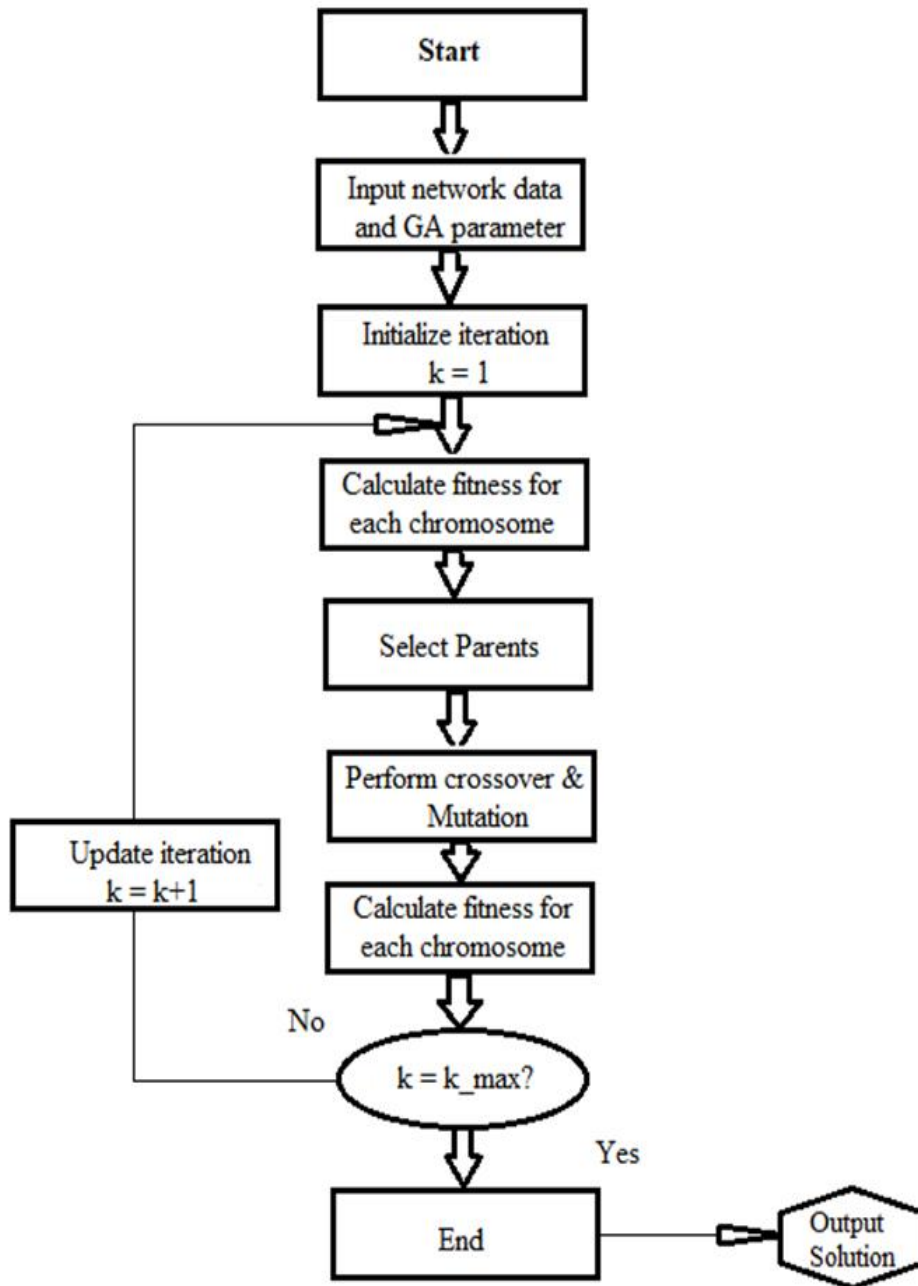 Start
Input network data
and GA parameter
Initialize iteration
k = 1
Calculate fitness for
each chromosome
Select Parents
Perform crossover &
Mutation
Update iteration
k = k+1
Calculate fitness for
each chromosome
No
k = k_max?
Yes
End
Output
Solution